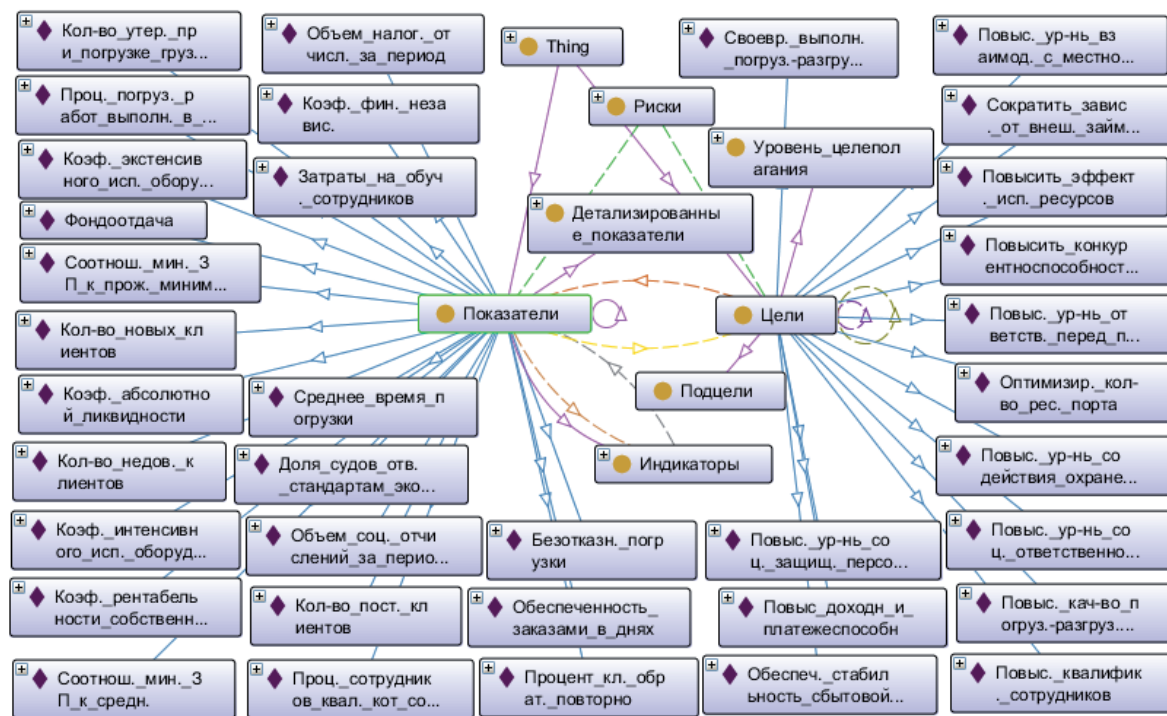 Кол-во_утер._пр
и_погрузке_груз...
Объем_налог._от
числ._за_период
Thing
Своевр._выполн.
_погруз.-разгру...
Повыс._ур-нь_вз
аимод._с_местно...
Проц._погруз._р
абот_выполн._в_...
Коэф._фин._неза
вис.
Риски
Сократить_завис
._от_внеш._займ...
Коэф._экстенсив
ного_исп._обору...
Затраты_на_обуч
._сотрудников
Уровень_целепол
агания
Повысить_эффект
._исп._ресурсов
Фондоотдача
Детализированны
е_показатели
Повысить_конкур
ентноспособност...
Соотнош._мин._З
П_к_прож._миним...
Показатели
Цели
Повыс._ур-нь_от
ветств._перед_п...
Кол-во_новых_кл
иентов
Коэф._абсолютно
й_ликвидности
Среднее_время_п
огрузки
Подцели
Оптимизир._кол-
во_рес._порта
Кол-во_недов._к
лиентов
Доля_судов_отв.
_стандартам_эко...
Индикаторы
Повыс._ур-нь_со
действия_охране...
Коэф._интенсивн
ого_исп._оборуд...
Объем_соц._отчи
слений_за_перио...
Безотказн._погр
узки
Повыс._ур-нь_со
ц._защищ._персо...
Повыс._ур-нь_со
ц._ответственно...
Коэф._рентабель
ности_собственн...
Кол-во_пост._кл
иентов
Обеспеченность_
заказами_в_днях
Повыс_доходн_и_
платежеспособн
Повыс._кач-во_п
огруз.-разгруз....
Соотнош._мин._З
П_к_средн.
Проц._сотрудник
ов_квал._кот_со...
Процент_кл._обр
ат._повторно
Обеспеч._стабил
ьность_сбытовой...
Повыс._квалифик
._сотрудников